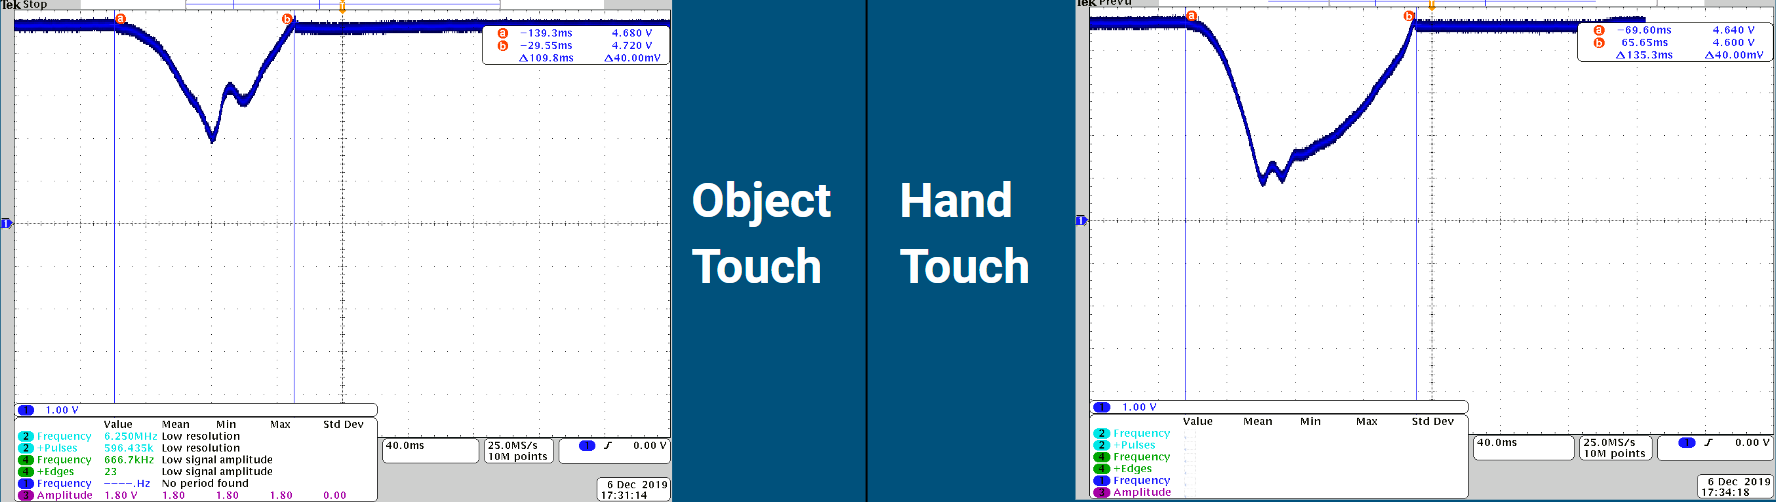 Tek Stop
a
b
a -139.3ms 4.680 V
b -29.55ms 4.720 V
Δ109.8ms Δ40.00mV
1
1 1.00 V
Value Mean Min Max Std Dev
2 Frequency 6.250MHz Low resolution
2 +Pulses 596.435k Low resolution
4 Frequency 666.7kHz Low signal amplitude
4 +Edges 23 Low signal amplitude
1 Frequency ----.Hz No period found
3 Amplitude 1.80 V 1.80 1.80 1.80 0.00
40.0ms
25.0MS/s
10M points
1 0.00 V
6 Dec 2019
17:31:14
Object
Touch
Hand
Touch
Tek PreVu
a
b
a -69.60ms 4.640 V
b 65.65ms 4.600 V
Δ135.3ms Δ40.00mV
1
1 1.00 V
Value Mean Min Max Std Dev
2 Frequency
2 +Pulses
4 Frequency
4 +Edges
1 Frequency
3 Amplitude
40.0ms
25.0MS/s
10M points
1 0.00 V
6 Dec 2019
17:34:18